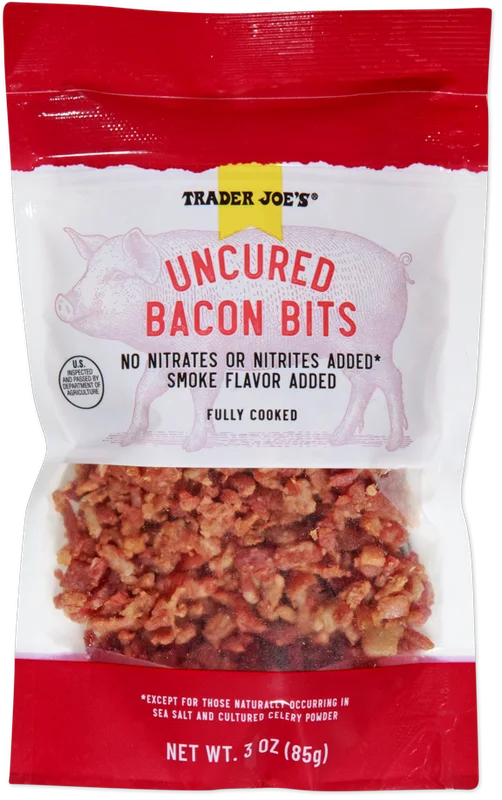 TRADER JOE'S®
UNCURED
BACON BITS
NO NITRATES OR NITRITES ADDED*
SMOKE FLAVOR ADDED
FULLY COOKED
U.S.
INSPECTED
AND PASSED BY
DEPARTMENT OF
AGRICULTURE
*EXCEPT FOR THOSE NATURALLY OCCURRING IN
SEA SALT AND CULTURED CELERY POWDER
NET WT. 3 OZ (85g)